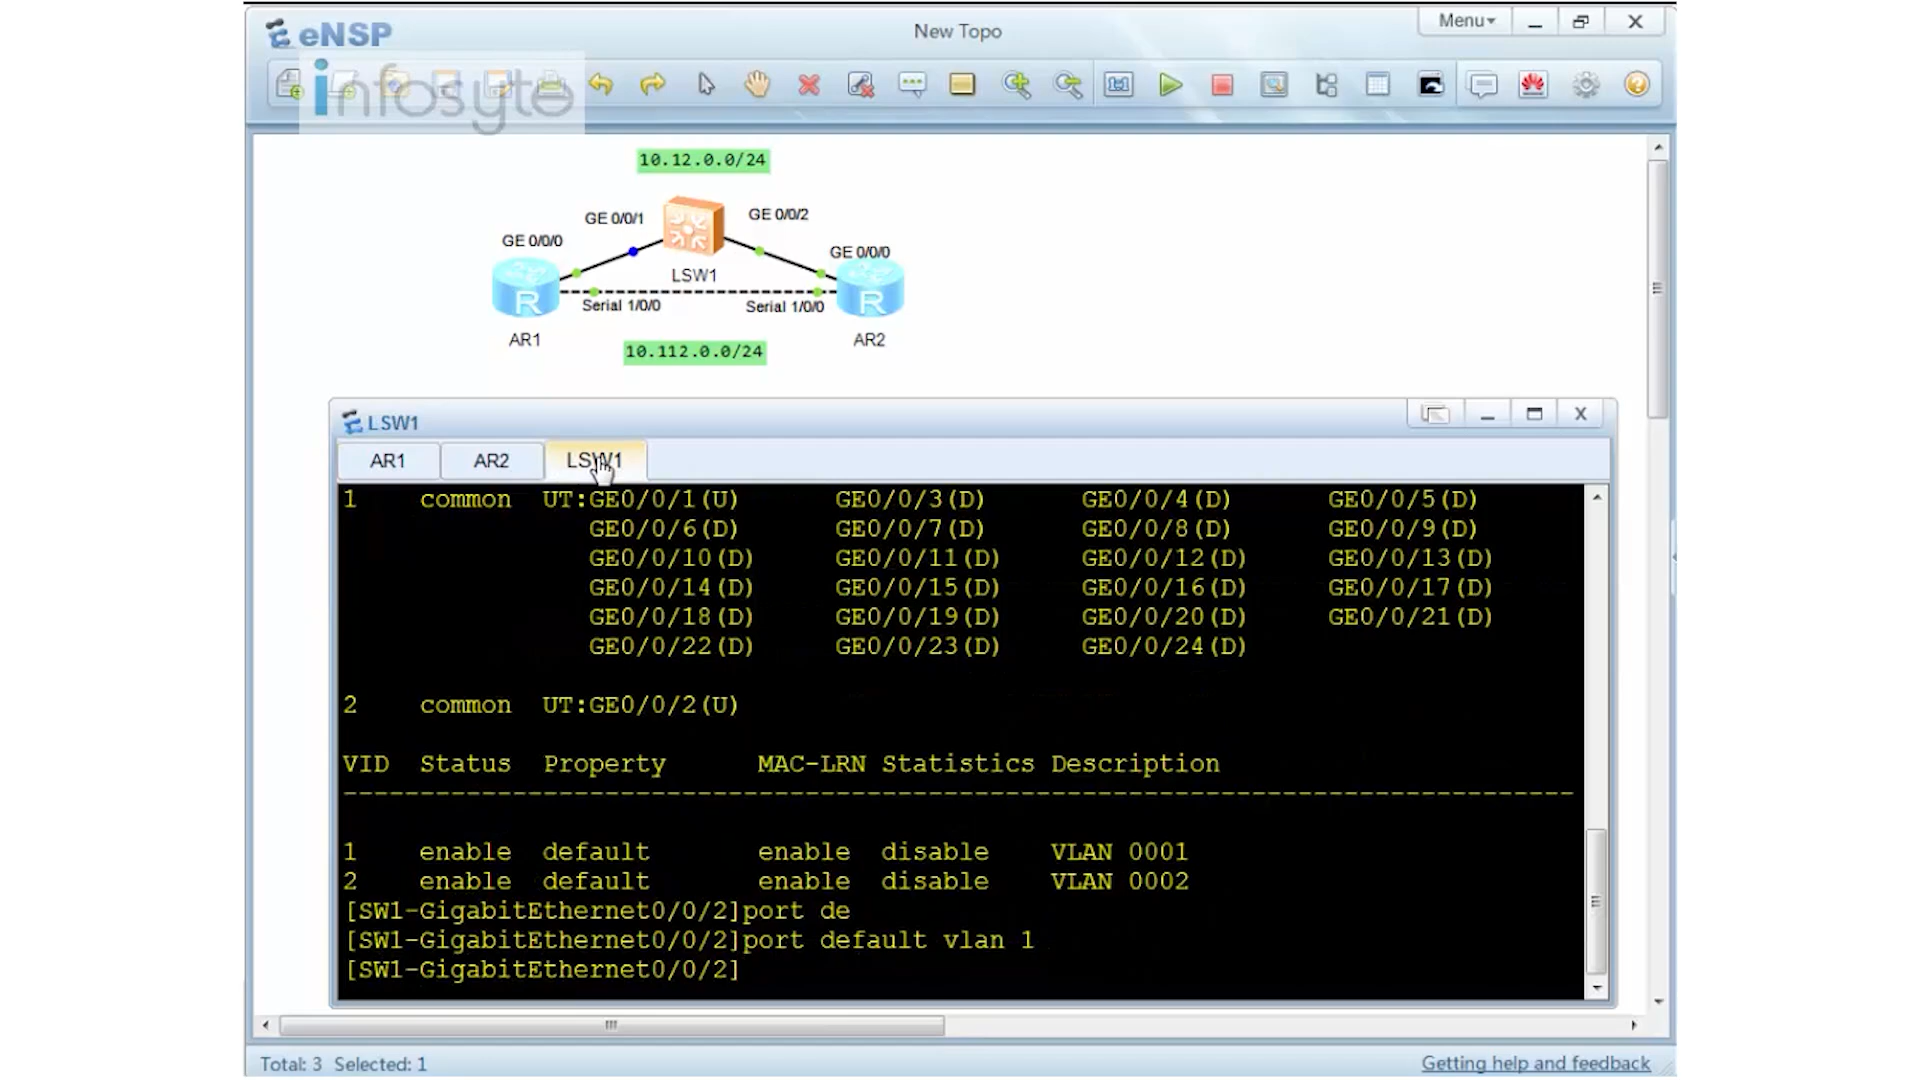 eNSP
New Topo
Menu
infosyte
10.12.0.0/24
GE 0/0/1
GE 0/0/2
GE 0/0/0
GE 0/0/0
LSW1
R
R
Serial 1/0/0
Serial 1/0/0
AR1
AR2
10.112.0.0/24
LSW1
AR1 AR2 LSW1
1 common UT:GE0/0/1(U) GE0/0/3(D) GE0/0/4(D) GE0/0/5(D)
GE0/0/6(D) GE0/0/7(D) GE0/0/8(D) GE0/0/9(D)
GE0/0/10(D) GE0/0/11(D) GE0/0/12(D) GE0/0/13(D)
GE0/0/14(D) GE0/0/15(D) GE0/0/16(D) GE0/0/17(D)
GE0/0/18(D) GE0/0/19(D) GE0/0/20(D) GE0/0/21(D)
GE0/0/22(D) GE0/0/23(D) GE0/0/24(D)
2 common UT:GE0/0/2(U)
VID Status Property MAC-LRN Statistics Description
--------------------------------------------------------------------------------
1 enable default enable disable VLAN 0001
2 enable default enable disable VLAN 0002
[SW1-GigabitEthernet0/0/2]port de
[SW1-GigabitEthernet0/0/2]port default vlan 1
[SW1-GigabitEthernet0/0/2]
Total: 3 Selected: 1
Getting help and feedback